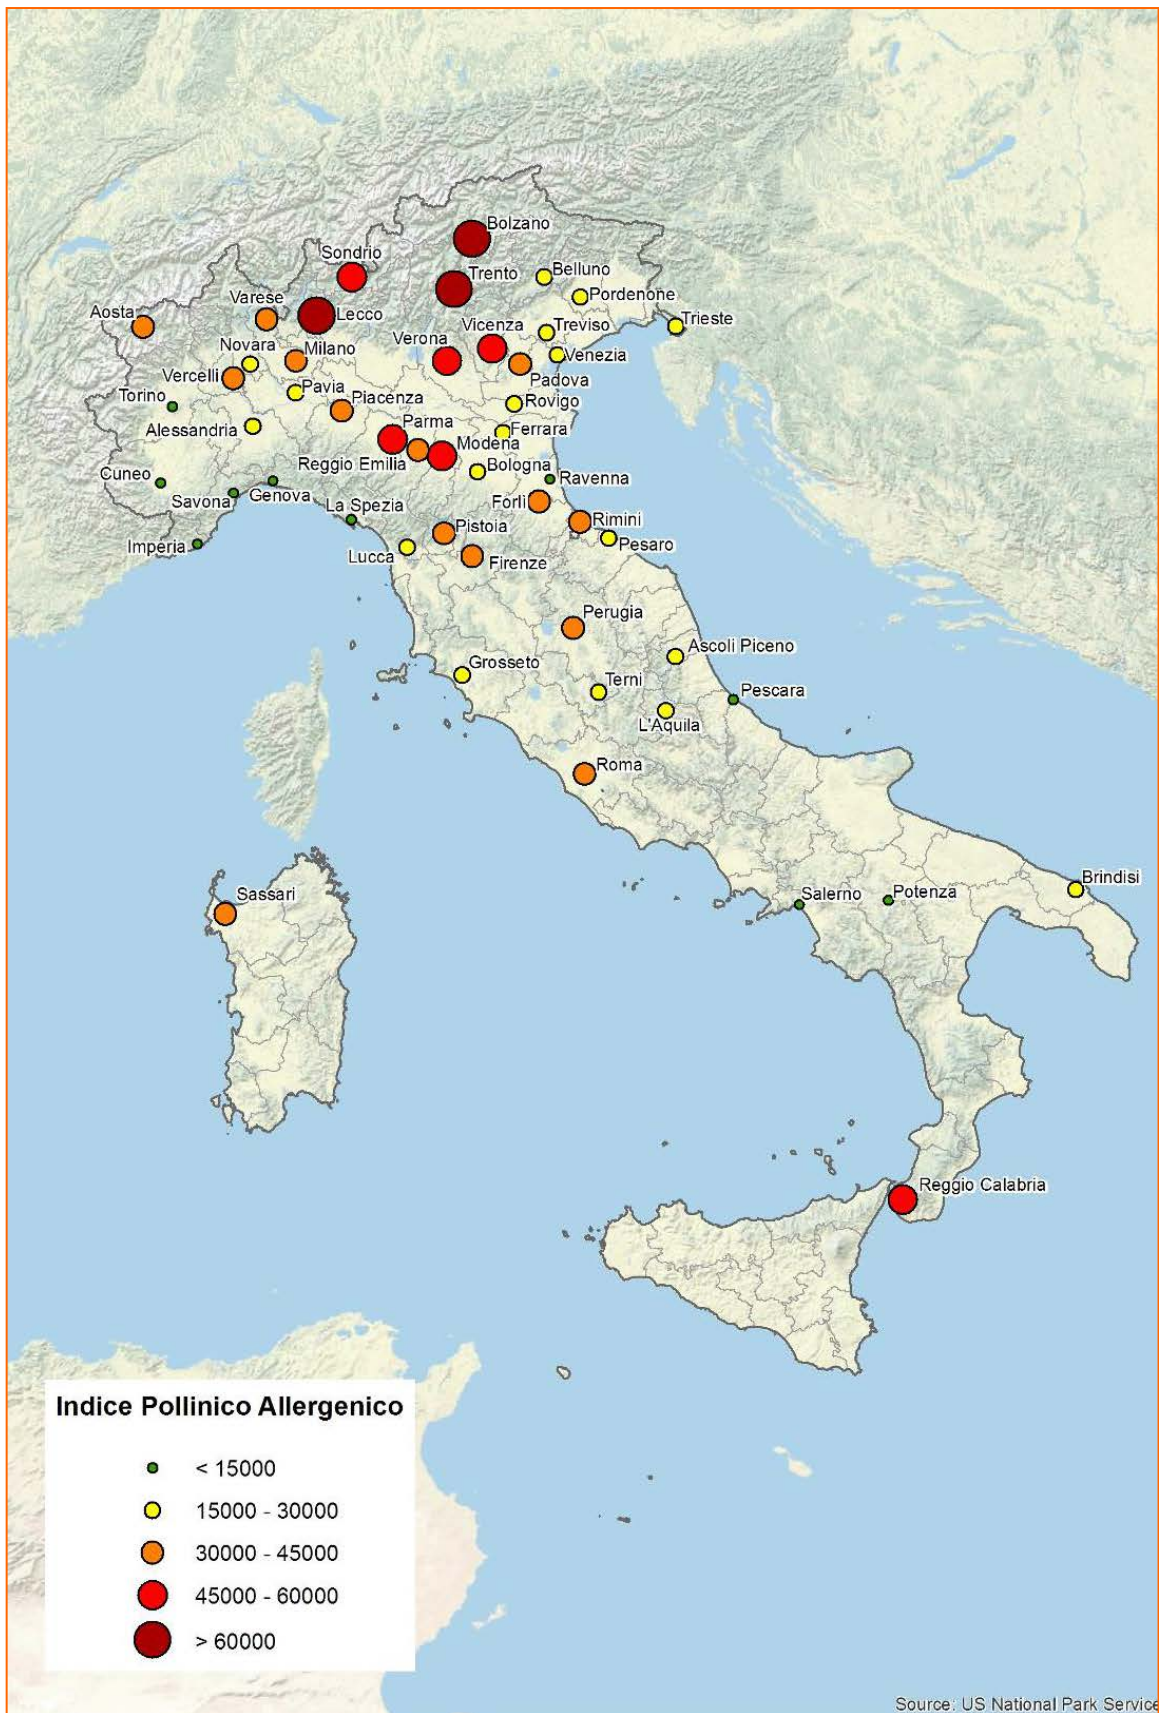 Bolzano
Sondrio
Trento
Belluno
Pordenone
Varese
Lecco
Aosta
Trieste
Treviso
Vicenza
Verona
Novara
Milano
Venezia
Vercelli
Padova
Pavia
Torino
Piacenza
Rovigo
Parma
Alessandria
Ferrara
Modena
Reggio Emilia
Bologna
Cuneo
Ravenna
Savona
Genova
La Spezia
Forlì
Rimini
Pistoia
Imperia
Pesaro
Lucca
Firenze
Perugia
Ascoli Piceno
Grosseto
Terni
Pescara
L'Aquila
Roma
Brindisi
Sassari
Salerno
Potenza
Reggio Calabria
Indice Pollinico Allergenico
< 15000
15000 - 30000
30000 - 45000
45000 - 60000
> 60000
Source: US National Park Service